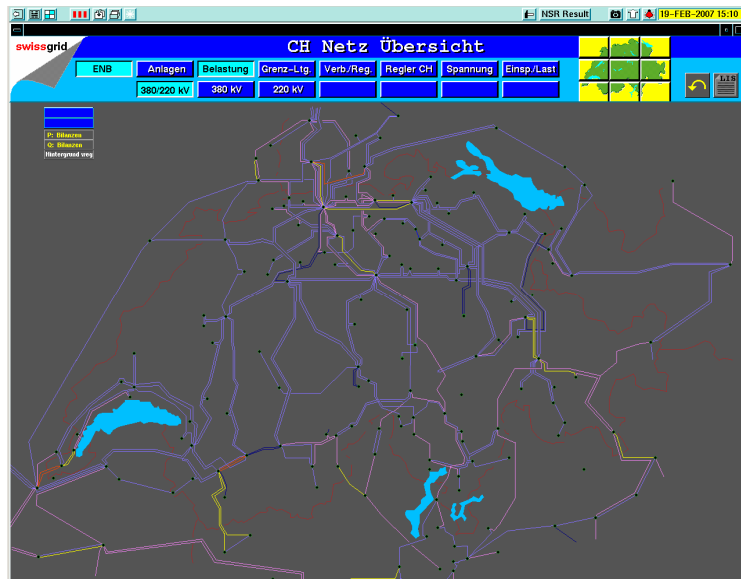 NSR Result
19-FEB-2007 15:10
swissgrid
CH Netz Übersicht
ENB
Anlagen
Belastung
Grenz-Ltg.
Verb./Reg.
Regler CH
Spannung
Einsp./Last
380/220 kV
380 kV
220 kV
LIS
P: Bilanzen
Q: Bilanzen
Hintergrund weg